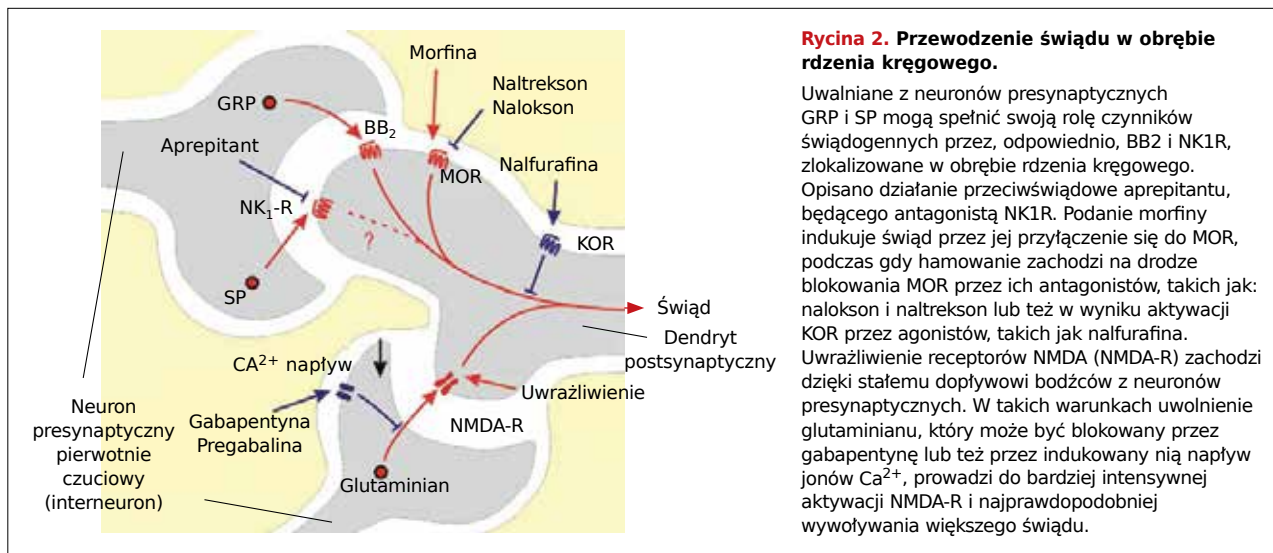 Morfina
Naltrekson
Nalokson
GRP
BB₂
Aprepitant
MOR
Nalfurafina
NK₁-R
KOR
?
SP
Świąd
Dendryt
postsynaptyczny
CA²⁺ napływ
Uwrażliwienie
Neuron
presynaptyczny
pierwotnie
czuciowy
(interneuron)
Gabapentyna
Pregabalina
NMDA-R
Glutaminian
Rycina 2. Przewodzenie świądu w obrębie
rdzenia kręgowego.
Uwalniane z neuronów presynaptycznych
GRP i SP mogą spełnić swoją rolę czynników
świądogennych przez, odpowiednio, BB2 i NK1R,
zlokalizowane w obrębie rdzenia kręgowego.
Opisano działanie przeciwświądowe aprepitantu,
będącego antagonistą NK1R. Podanie morfiny
indukuje świąd przez jej przyłączenie się do MOR,
podczas gdy hamowanie zachodzi na drodze
blokowania MOR przez ich antagonistów, takich jak:
nalokson i naltrekson lub też w wyniku aktywacji
KOR przez agonistów, takich jak nalfurafina.
Uwrażliwienie receptorów NMDA (NMDA-R) zachodzi
dzięki stałemu dopływowi bodźców z neuronów
presynaptycznych. W takich warunkach uwolnienie
glutaminianu, który może być blokowany przez
gabapentynę lub też przez indukowany nią napływ
jonów Ca²⁺, prowadzi do bardziej intensywnej
aktywacji NMDA-R i najprawdopodobniej
wywoływania większego świądu.